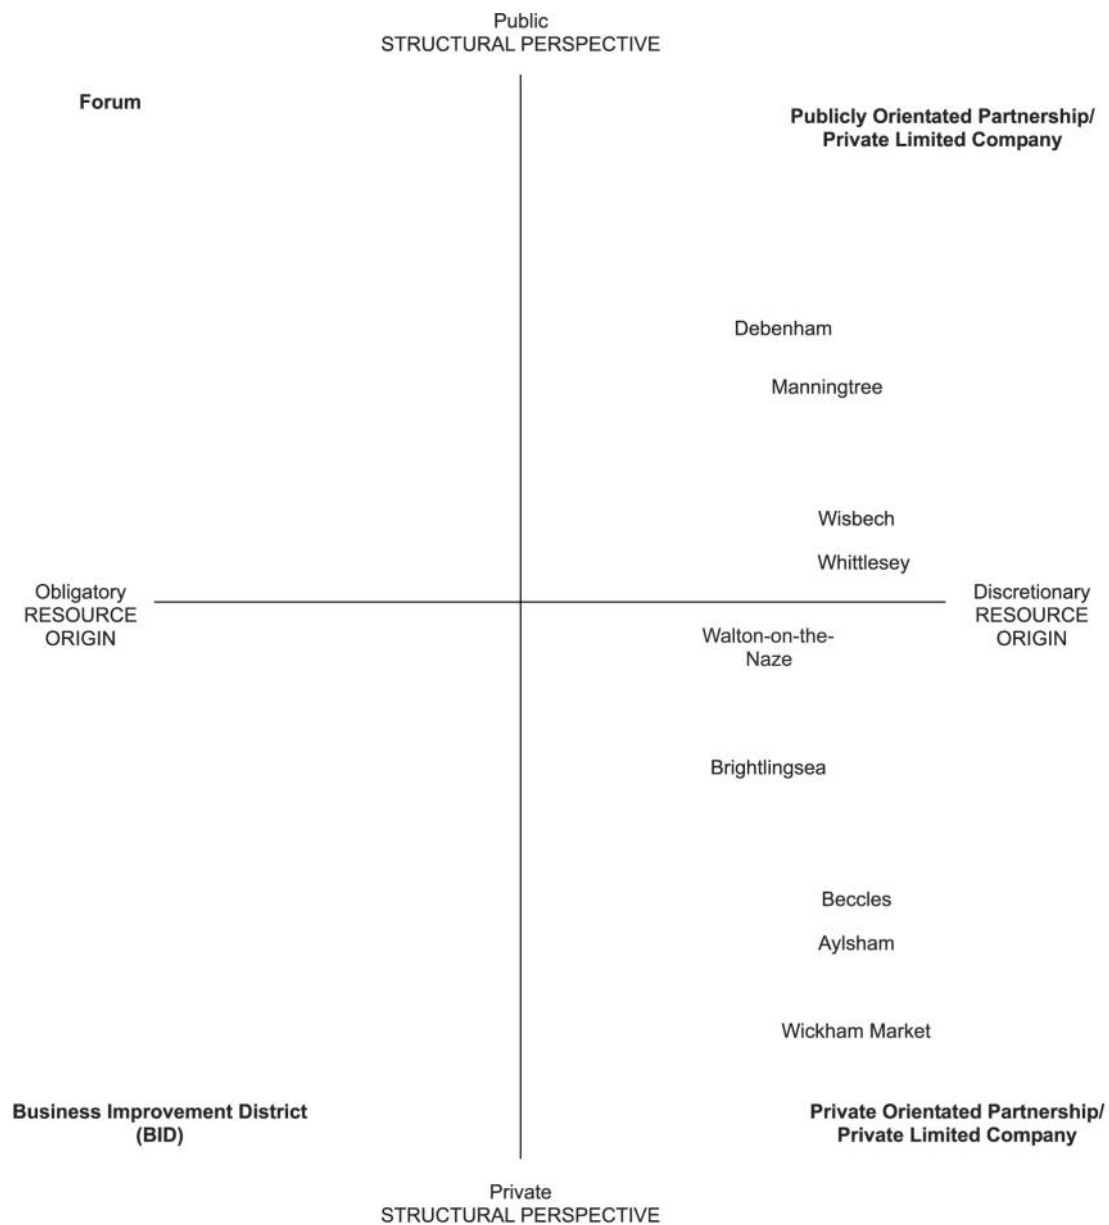 Public
STRUCTURAL PERSPECTIVE
Forum
Publicly Orientated Partnership/
Private Limited Company
Debenham
Manningtree
Wisbech
Whittlesey
Obligatory
RESOURCE
ORIGIN
Discretionary
RESOURCE
ORIGIN
Walton-on-the-
Naze
Brightlingsea
Beccles
Aylsham
Wickham Market
Business Improvement District
(BID)
Private Orientated Partnership/
Private Limited Company
Private
STRUCTURAL PERSPECTIVE